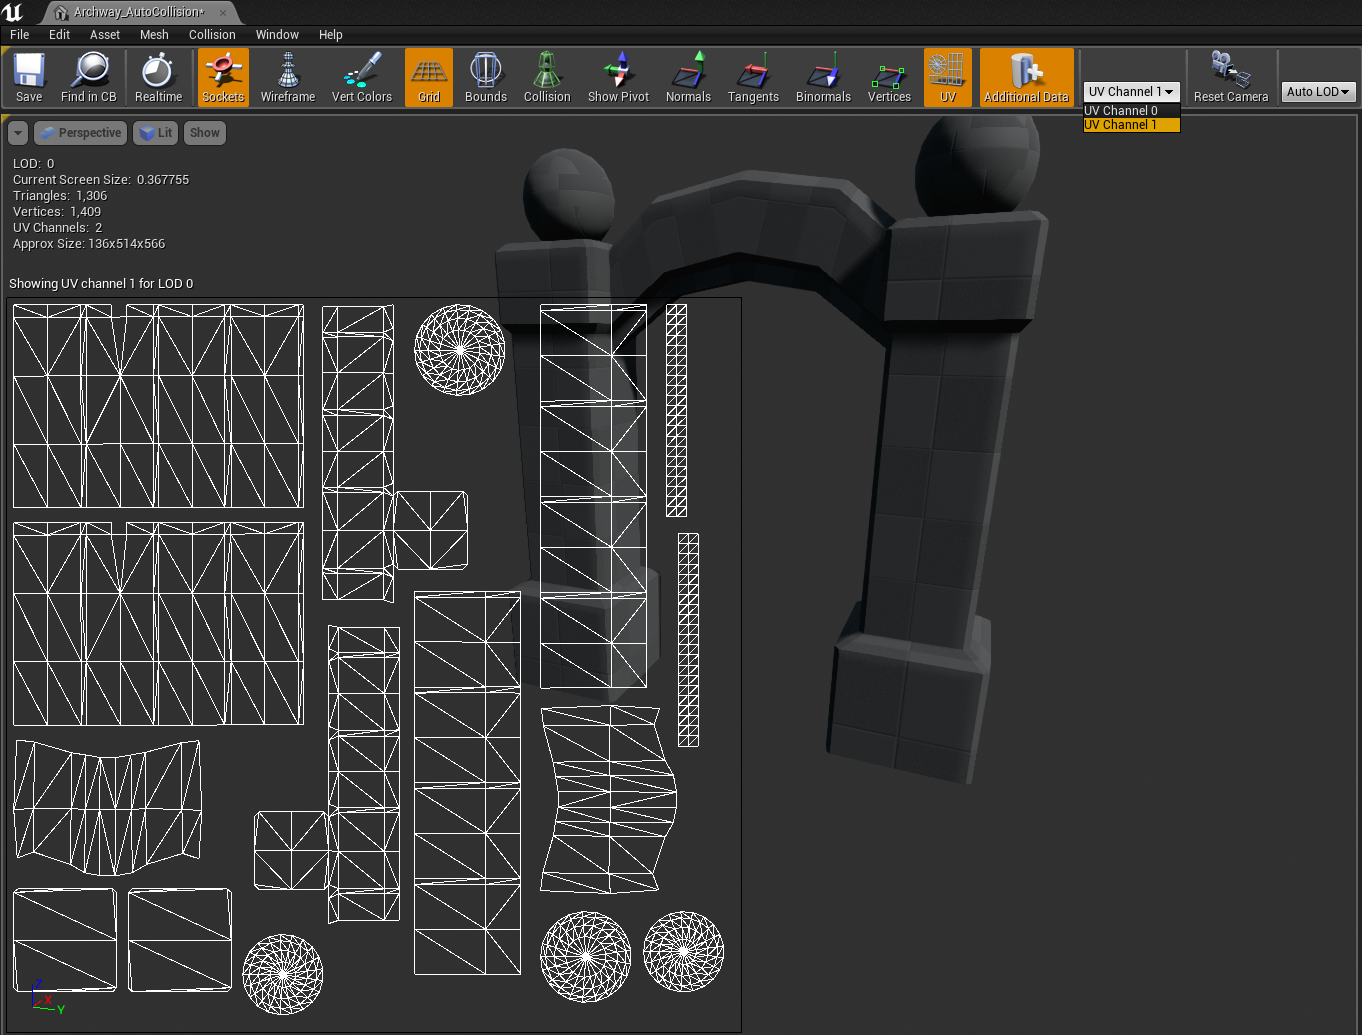 Archway_AutoCollision*
File Edit Asset Mesh Collision Window Help
Save Find in CB Realtime Sockets Wireframe Vert Colors Grid Bounds Collision Show Pivot Normals Tangents Binormals Vertices UV Additional Data UV Channel 1 Reset Camera Auto LOD
UV Channel 0
UV Channel 1
Perspective Lit Show
LOD: 0
Current Screen Size: 0.367755
Triangles: 1,306
Vertices: 1,409
UV Channels: 2
Approx Size: 136x514x566
Showing UV channel 1 for LOD 0
Z
X
Y